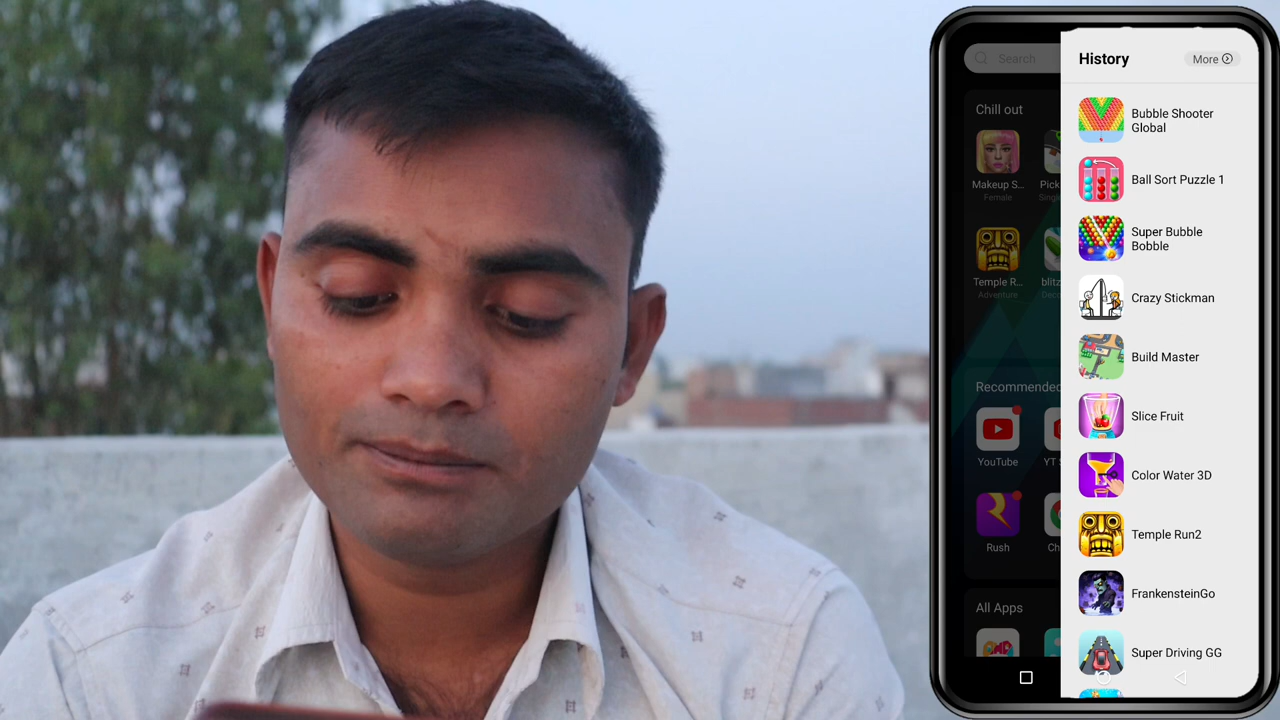 Search
Chill out
Makeup S...
Female
Pick
Temple R...
Adventure
blitz
Recommended
YouTube
YT
Rush
All Apps
History
More
Bubble Shooter
Global
Ball Sort Puzzle 1
Super Bubble
Bobble
Crazy Stickman
Build Master
Slice Fruit
Color Water 3D
Temple Run2
FrankensteinGo
Super Driving GG